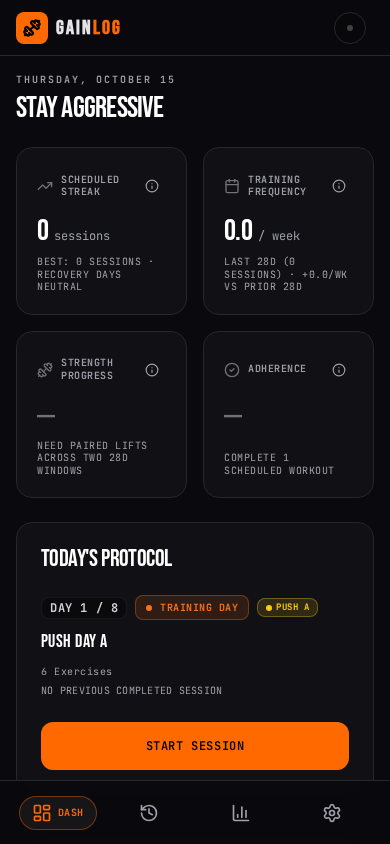 GAINLOG
THURSDAY, OCTOBER 15
STAY AGGRESSIVE
SCHEDULED
STREAK
0 sessions
BEST: 0 SESSIONS ·
RECOVERY DAYS
NEUTRAL
TRAINING
FREQUENCY
0.0 / week
LAST 28D (0
SESSIONS) · +0.0/WK
VS PRIOR 28D
STRENGTH
PROGRESS
—
NEED PAIRED LIFTS
ACROSS TWO 28D
WINDOWS
ADHERENCE
—
COMPLETE 1
SCHEDULED WORKOUT
TODAY'S PROTOCOL
DAY 1 / 8 TRAINING DAY PUSH A
PUSH DAY A
6 Exercises
NO PREVIOUS COMPLETED SESSION
START SESSION
DASH